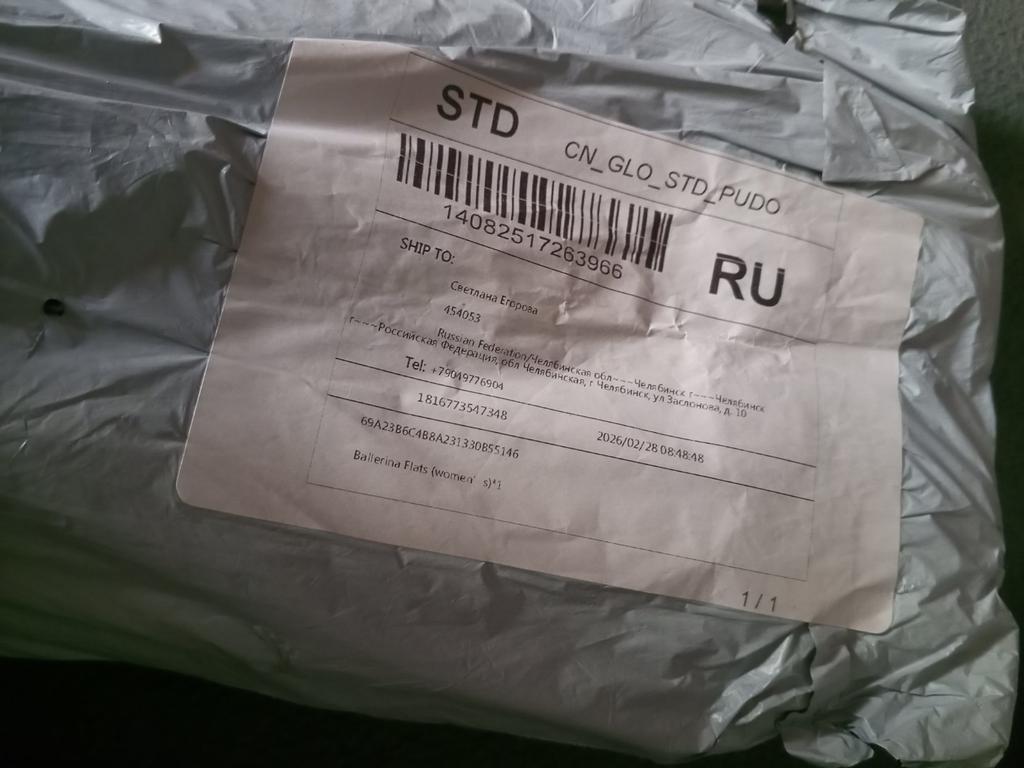 STD
CN_GLO_STD_PUDO
14082517263966
RU
SHIP TO:
Светлана Егорова
454053
Russian Federation/Челябинская обл~~~Челябинск г~~~Челябинск
г~~~Российская Федерация, обл Челябинская, г Челябинск, ул Заслонова, д. 10
Tel: +79049776904
1816773547348
2026/02/28 08:48:48
69A23B6C4B8A231330B55146
Ballerina Flats (women’s)*1
1/1